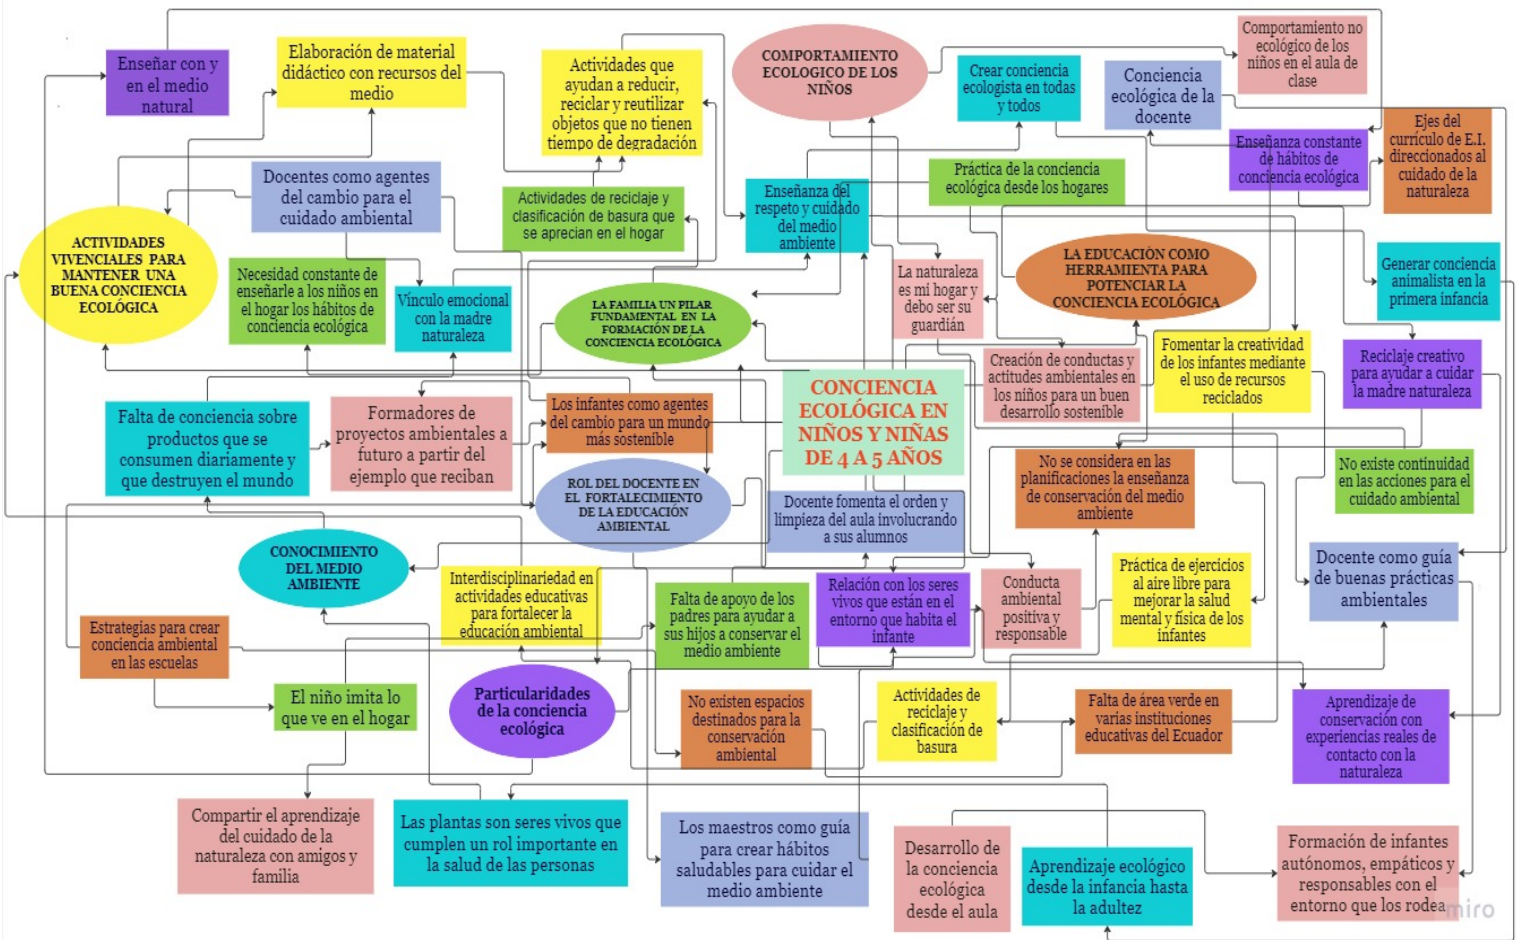 Enseñar con y
en el medio
natural
Elaboración de material
didáctico con recursos del
medio
Actividades que
ayudan a reducir,
reciclar y reutilizar
objetos que no tienen
tiempo de degradación
COMPORTAMIENTO
ECOLOGICO DE LOS
NIÑOS
Comportamiento no
ecológico de los
niños en el aula de
clase
Crear conciencia
ecologista en todas
y todos
Conciencia
ecológica de la
docente
Ejes del
currículo de E.I.
direccionados al
cuidado de la
naturaleza
Enseñanza constante
de hábitos de
conciencia ecológica
Docentes como agentes
del cambio para el
cuidado ambiental
Actividades de reciclaje y
clasificación de basura que
se aprecian en el hogar
Enseñanza del
respeto y cuidado
del medio
ambiente
Práctica de la conciencia
ecológica desde los hogares
ACTIVIDADES
VIVENCIALES PARA
MANTENER UNA
BUENA CONCIENCIA
ECOLÓGICA
Necesidad constante de
enseñarle a los niños en
el hogar los hábitos de
conciencia ecológica
Vínculo emocional
con la madre
naturaleza
LA FAMILIA UN PILAR
FUNDAMENTAL EN LA
FORMACIÓN DE LA
CONCIENCIA ECOLÓGICA
La naturaleza
es mi hogar y
debo ser su
guardián
LA EDUCACIÓN COMO
HERRAMIENTA PARA
POTENCIAR LA
CONCIENCIA ECOLÓGICA
Generar conciencia
animalista en la
primera infancia
Creación de conductas y
actitudes ambientales en
los niños para un buen
desarrollo sostenible
Fomentar la creatividad
de los infantes mediante
el uso de recursos
reciclados
Reciclaje creativo
para ayudar a cuidar
la madre naturaleza
Falta de conciencia sobre
productos que se
consumen diariamente y
que destruyen el mundo
Formadores de
proyectos ambientales a
futuro a partir del
ejemplo que reciban
Los infantes como agentes
del cambio para un mundo
más sostenible
CONCIENCIA
ECOLÓGICA EN
NIÑOS Y NIÑAS
DE 4 A 5 AÑOS
No se considera en las
planificaciones la enseñanza
de conservación del medio
ambiente
No existe continuidad
en las acciones para el
cuidado ambiental
ROL DEL DOCENTE EN
EL FORTALECIMIENTO
DE LA EDUCACIÓN
AMBIENTAL
Docente fomenta el orden y
limpieza del aula involucrando
a sus alumnos
CONOCIMIENTO
DEL MEDIO
AMBIENTE
Interdisciplinariedad en
actividades educativas
para fortalecer la
educación ambiental
Falta de apoyo de los
padres para ayudar a
sus hijos a conservar el
medio ambiente
Relación con los seres
vivos que están en el
entorno que habita el
infante
Conducta
ambiental
positiva y
responsable
Práctica de ejercicios
al aire libre para
mejorar la salud
mental y física de los
infantes
Docente como guía
de buenas prácticas
ambientales
Estrategias para crear
conciencia ambiental
en las escuelas
El niño imita lo
que ve en el hogar
Particularidades
de la conciencia
ecológica
No existen espacios
destinados para la
conservación
ambiental
Actividades de
reciclaje y
clasificación de
basura
Falta de área verde en
varias instituciones
educativas del Ecuador
Aprendizaje de
conservación con
experiencias reales
de contacto con la
naturaleza
Compartir el aprendizaje
del cuidado de la
naturaleza con amigos y
familia
Las plantas son seres vivos que
cumplen un rol importante en
la salud de las personas
Los maestros como guía
para crear hábitos
saludables para cuidar el
medio ambiente
Desarrollo de
la conciencia
ecológica
desde el aula
Aprendizaje ecológico
desde la infancia hasta
la adultez
Formación de infantes
autónomos, empáticos y
responsables con el
entorno que los rodea
miro